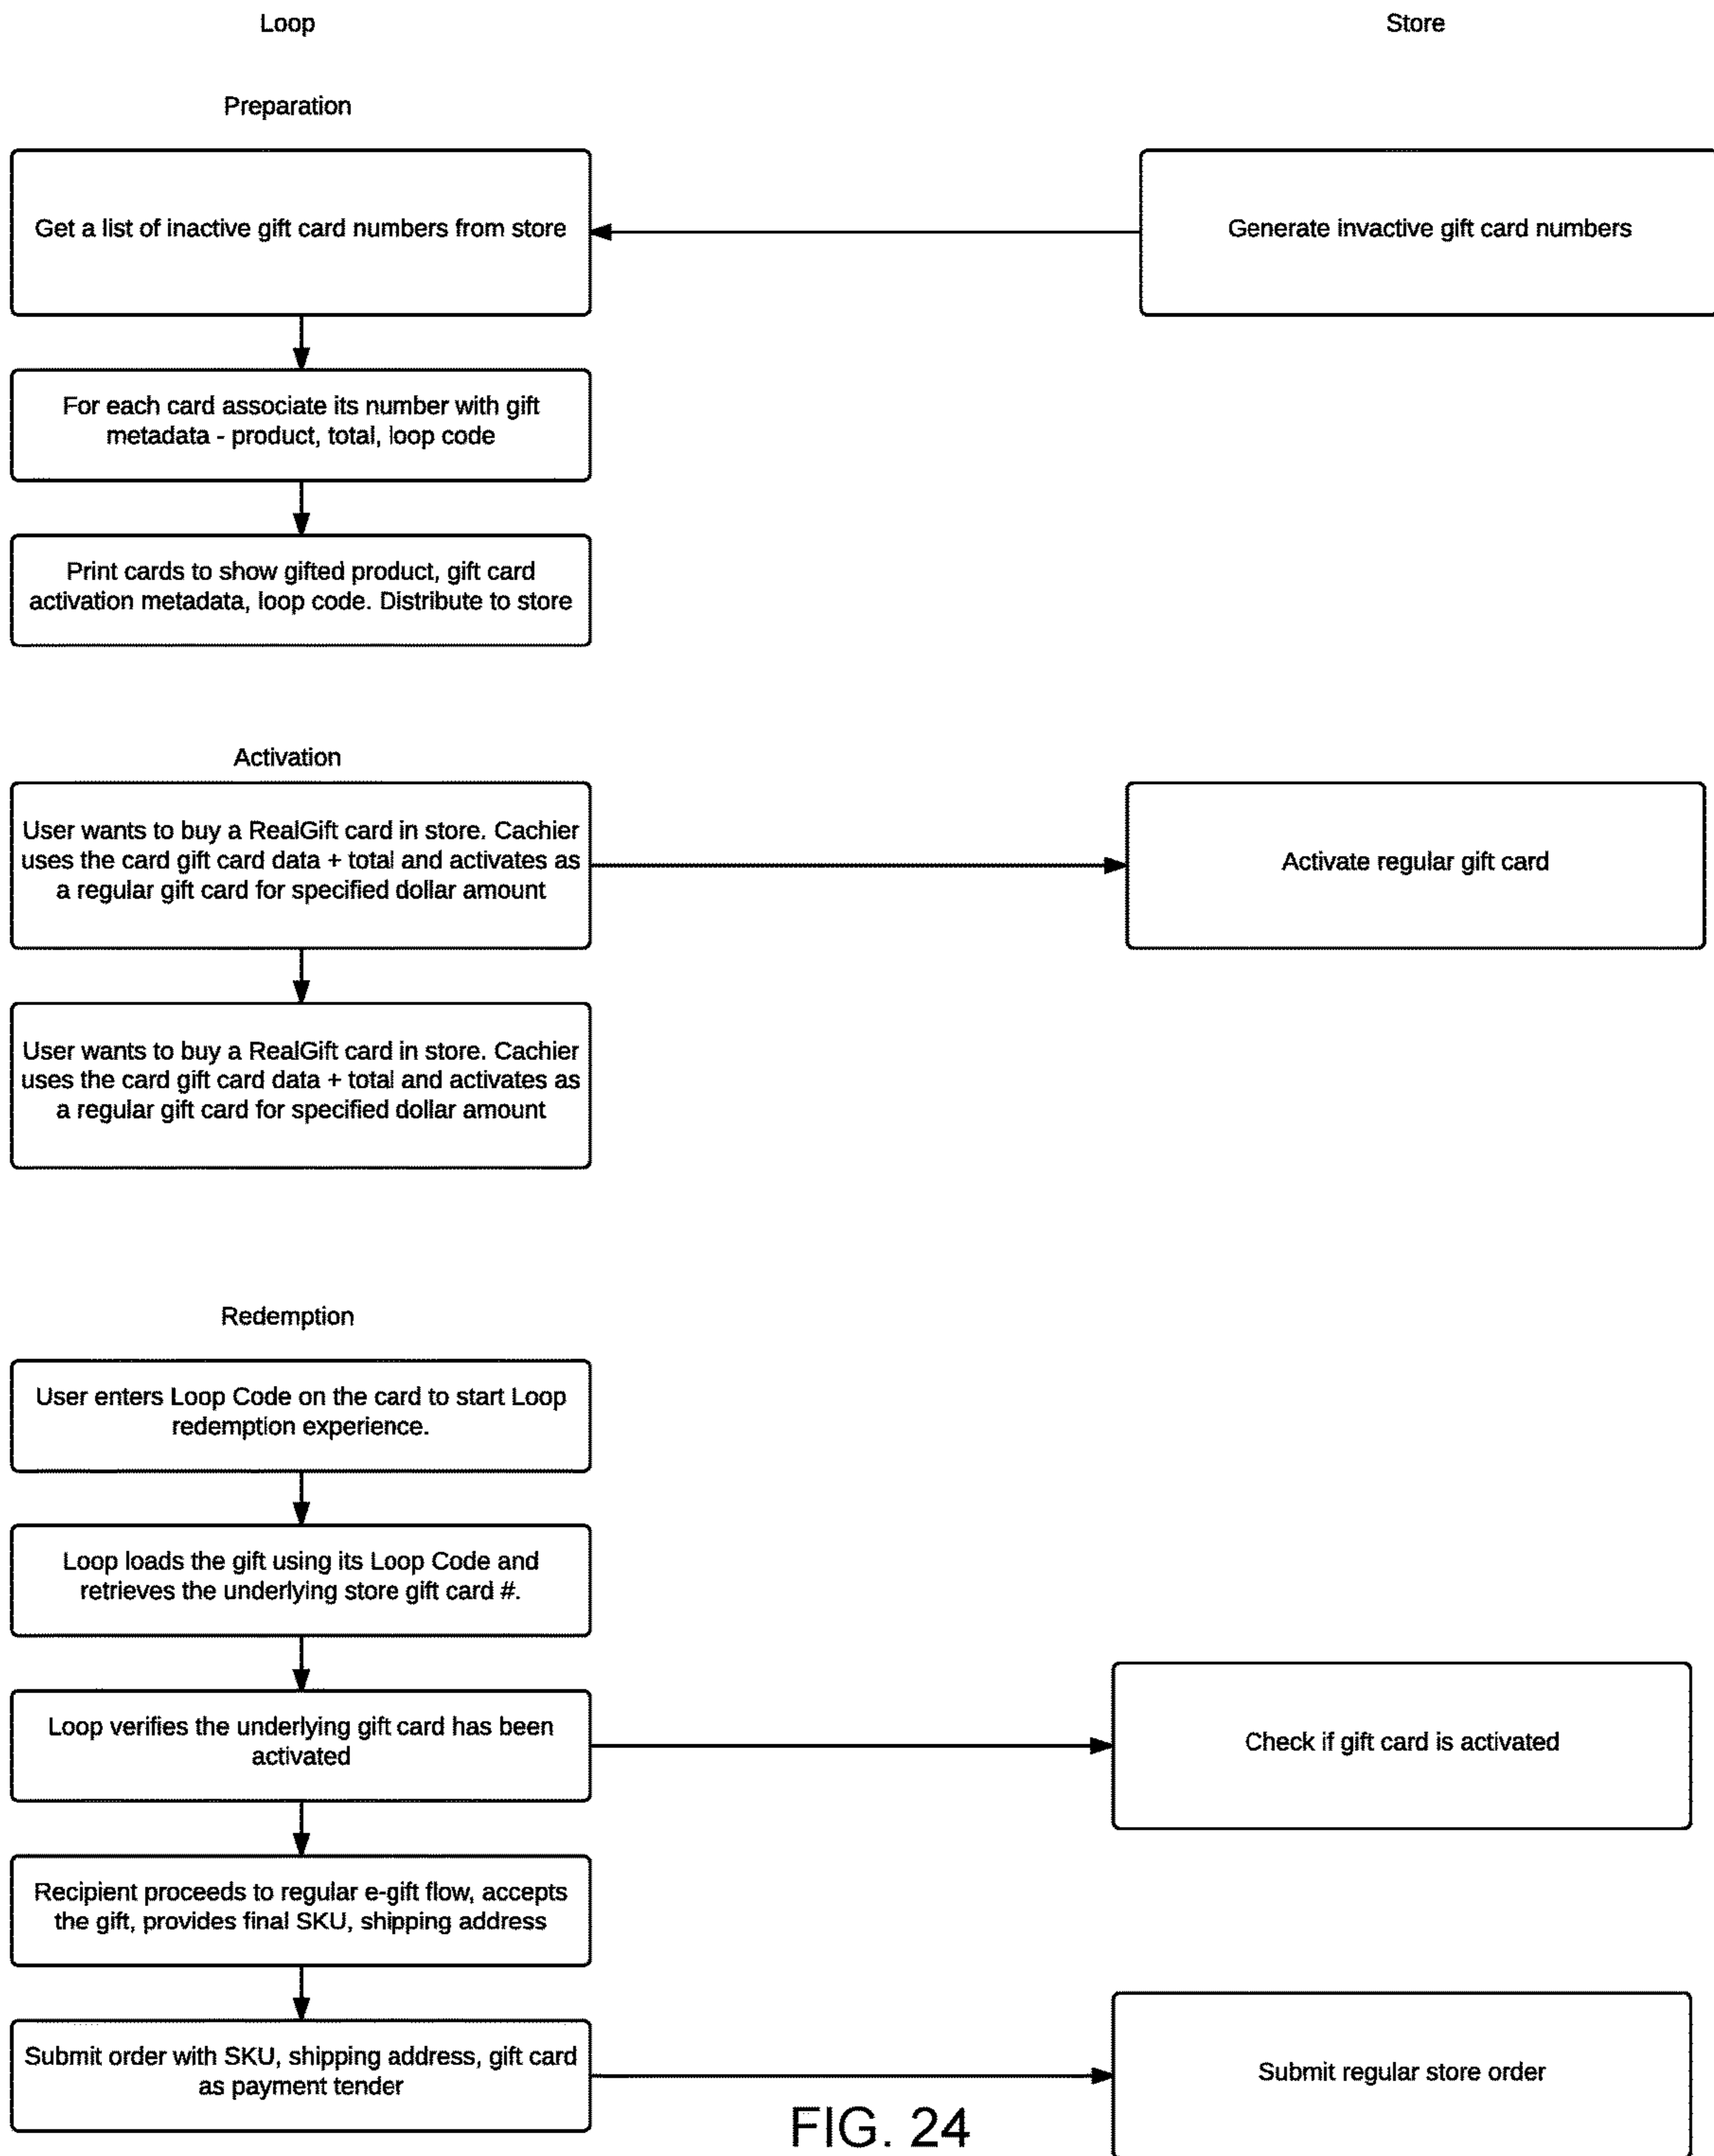 Loop
Store
Preparation
Get a list of inactive gift card numbers from store
Generate invactive gift card numbers
For each card associate its number with gift
metadata - product, total, loop code
Print cards to show gifted product, gift card
activation metadata, loop code. Distribute to store
Activation
User wants to buy a RealGift card in store. Cachier
uses the card gift card data + total and activates as
a regular gift card for specified dollar amount
Activate regular gift card
User wants to buy a RealGift card in store. Cachier
uses the card gift card data + total and activates as
a regular gift card for specified dollar amount
Redemption
User enters Loop Code on the card to start Loop
redemption experience.
Loop loads the gift using its Loop Code and
retrieves the underlying store gift card #.
Loop verifies the underlying gift card has been
activated
Check if gift card is activated
Recipient proceeds to regular e-gift flow, accepts
the gift, provides final SKU, shipping address
Submit order with SKU, shipping address, gift card
as payment tender
Submit regular store order
FIG. 24